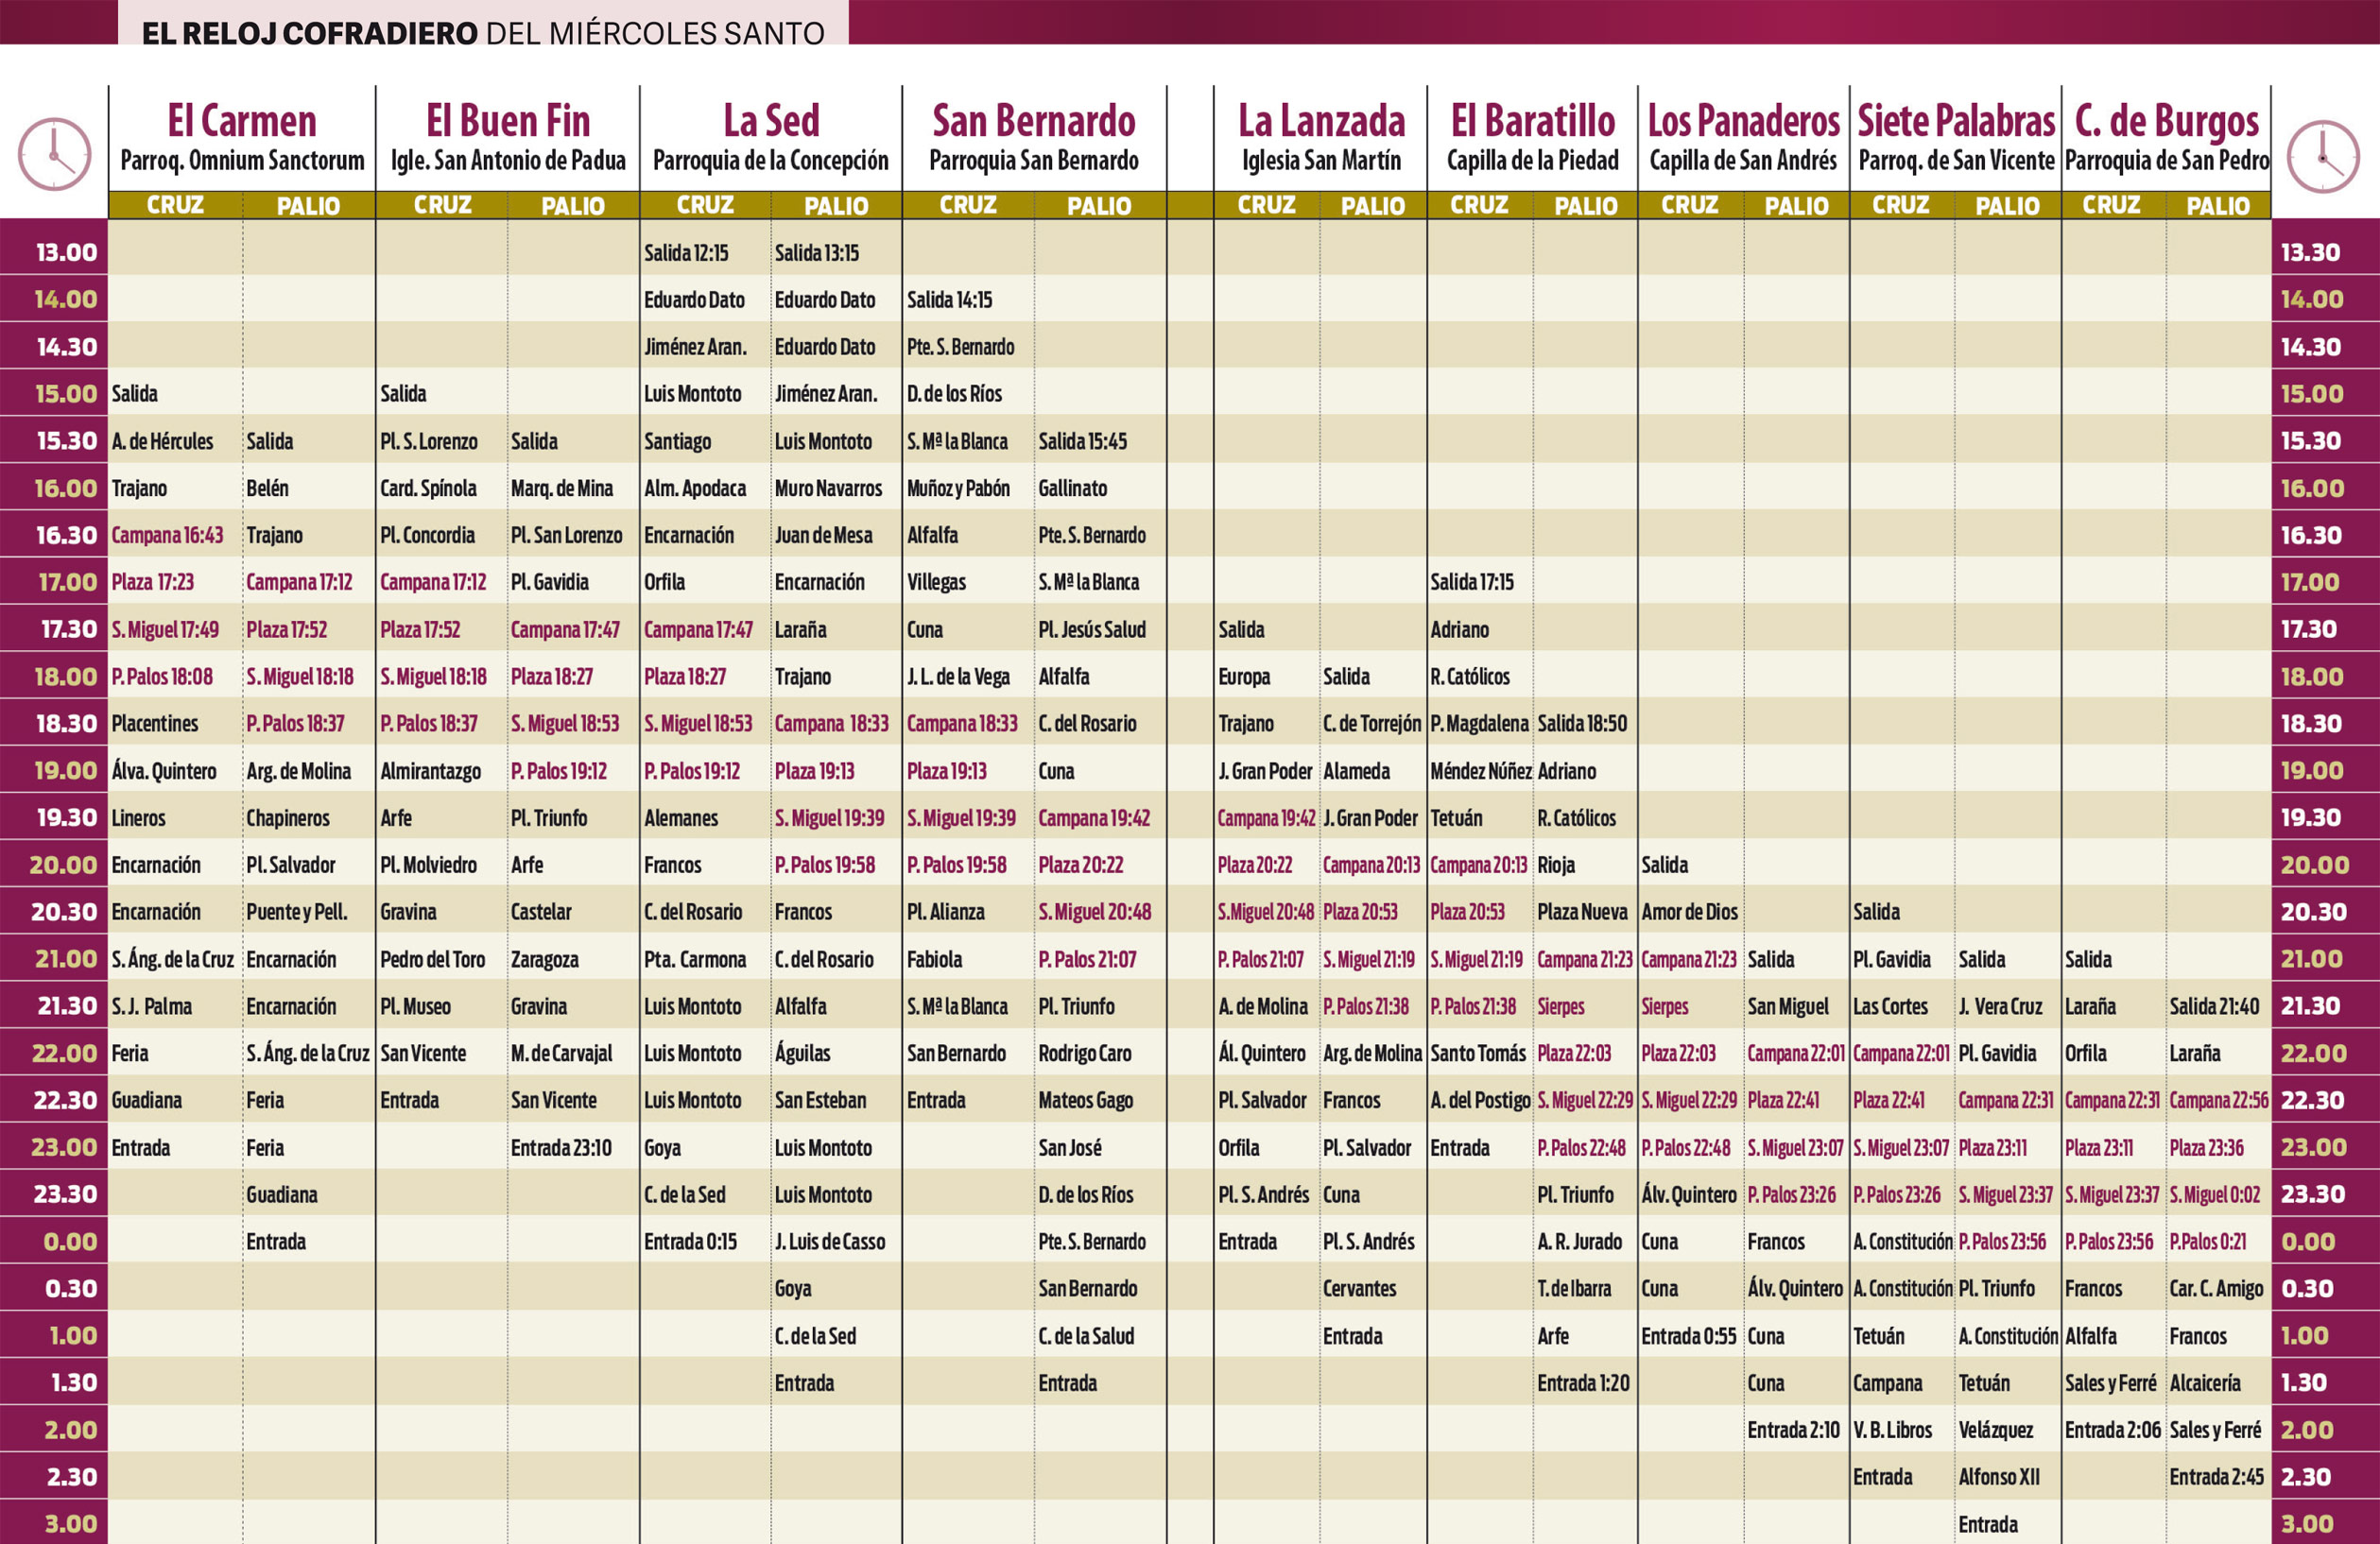 EL RELOJ COFRADIERO DEL MIÉRCOLES SANTO
El Carmen El Buen Fin La Sed San Bernardo La Lanzada El Baratillo Los Panaderos Siete Palabras C. de Burgos
Parroq. Omnium Sanctorum Igle. San Antonio de Padua Parroquia de la Concepción Parroquia San Bernardo Iglesia San Martín Capilla de la Piedad Capilla de San Andrés Parroq. de San Vicente Parroquia de San Pedro
CRUZ PALIO CRUZ PALIO CRUZ PALIO CRUZ PALIO CRUZ PALIO CRUZ PALIO CRUZ PALIO CRUZ PALIO CRUZ PALIO
13.00 Salida 12:15 Salida 13:15 13.30
14.00 Eduardo Dato Eduardo Dato Salida 14:15 14.00
14.30 Jiménez Aran. Eduardo Dato Pte. S. Bernardo 14.30
15.00 Salida Salida Luis Montoto Jiménez Aran. D. de los Ríos 15.00
15.30 A. de Hércules Salida Pl. S. Lorenzo Salida Santiago Luis Montoto S. Mª la Blanca Salida 15:45 15.30
16.00 Trajano Belén Card. Spínola Marq. de Mina Alm. Apodaca Muro Navarros Muñoz y Pabón Gallinato 16.00
16.30 Campana 16:43 Trajano Pl. Concordia Pl. San Lorenzo Encarnación Juan de Mesa Alfalfa Pte. S. Bernardo 16.30
17.00 Plaza 17:23 Campana 17:12 Campana 17:12 Pl. Gavidia Orfila Encarnación Villegas S. Mª la Blanca Salida 17:15 17.00
17.30 S. Miguel 17:49 Plaza 17:52 Plaza 17:52 Campana 17:47 Campana 17:47 Laraña Cuna Pl. Jesús Salud Salida Adriano 17.30
18.00 P. Palos 18:08 S. Miguel 18:18 S. Miguel 18:18 Plaza 18:27 Plaza 18:27 Trajano J. L. de la Vega Alfalfa Europa Salida R. Católicos 18.00
18.30 Placentines P. Palos 18:37 P. Palos 18:37 S. Miguel 18:53 S. Miguel 18:53 Campana 18:33 Campana 18:33 C. del Rosario Trajano C. de Torrejón P. Magdalena Salida 18:50 18.30
19.00 Álva. Quintero Arg. de Molina Almirantazgo P. Palos 19:12 P. Palos 19:12 Plaza 19:13 Plaza 19:13 Cuna J. Gran Poder Alameda Méndez Núñez Adriano 19.00
19.30 Lineros Chapineros Arfe Pl. Triunfo Alemanes S. Miguel 19:39 S. Miguel 19:39 Campana 19:42 Campana 19:42 J. Gran Poder Tetuán R. Católicos 19.30
20.00 Encarnación Pl. Salvador Pl. Molviedro Arfe Francos P. Palos 19:58 P. Palos 19:58 Plaza 20:22 Plaza 20:22 Campana 20:13 Campana 20:13 Rioja Salida 20.00
20.30 Encarnación Puente y Pell. Gravina Castelar C. del Rosario Francos Pl. Alianza S. Miguel 20:48 S.Miguel 20:48 Plaza 20:53 Plaza 20:53 Plaza Nueva Amor de Dios Salida 20.30
21.00 S. Áng. de la Cruz Encarnación Pedro del Toro Zaragoza Pta. Carmona C. del Rosario Fabiola P. Palos 21:07 P. Palos 21:07 S. Miguel 21:19 S. Miguel 21:19 Campana 21:23 Campana 21:23 Salida Pl. Gavidia Salida Salida 21.00
21.30 S. J. Palma Encarnación Pl. Museo Gravina Luis Montoto Alfalfa S. Mª la Blanca Pl. Triunfo A. de Molina P. Palos 21:38 P. Palos 21:38 Sierpes Sierpes San Miguel Las Cortes J. Vera Cruz Laraña Salida 21:40 21.30
22.00 Feria S. Áng. de la Cruz San Vicente M. de Carvajal Luis Montoto Águilas San Bernardo Rodrigo Caro Ál. Quintero Arg. de Molina Santo Tomás Plaza 22:03 Plaza 22:03 Campana 22:01 Campana 22:01 Pl. Gavidia Orfila Laraña 22.00
22.30 Guadiana Feria Entrada San Vicente Luis Montoto San Esteban Entrada Mateos Gago Pl. Salvador Francos A. del Postigo S. Miguel 22:29 S. Miguel 22:29 Plaza 22:41 Plaza 22:41 Campana 22:31 Campana 22:31 Campana 22:56 22.30
23.00 Entrada Feria Entrada 23:10 Goya Luis Montoto San José Orfila Pl. Salvador Entrada P. Palos 22:48 P. Palos 22:48 S. Miguel 23:07 S. Miguel 23:07 Plaza 23:11 Plaza 23:11 Plaza 23:36 23.00
23.30 Guadiana C. de la Sed Luis Montoto D. de los Ríos Pl. S. Andrés Cuna Pl. Triunfo Álv. Quintero P. Palos 23:26 P. Palos 23:26 S. Miguel 23:37 S. Miguel 23:37 S. Miguel 0:02 23.30
0.00 Entrada Entrada 0:15 J. Luis de Casso Pte. S. Bernardo Entrada Pl. S. Andrés A. R. Jurado Cuna Francos A. Constitución P. Palos 23:56 P. Palos 23:56 P.Palos 0:21 0.00
0.30 Goya San Bernardo Cervantes T. de Ibarra Cuna Álv. Quintero A. Constitución Pl. Triunfo Francos Car. C. Amigo 0.30
1.00 C. de la Sed C. de la Salud Entrada Arfe Entrada 0:55 Cuna Tetuán A. Constitución Alfalfa Francos 1.00
1.30 Entrada Entrada Entrada 1:20 Cuna Campana Tetuán Sales y Ferré Alcaicería 1.30
2.00 Entrada 2:10 V. B. Libros Velázquez Entrada 2:06 Sales y Ferré 2.00
2.30 Entrada Alfonso XII Entrada 2:45 2.30
3.00 Entrada 3.00